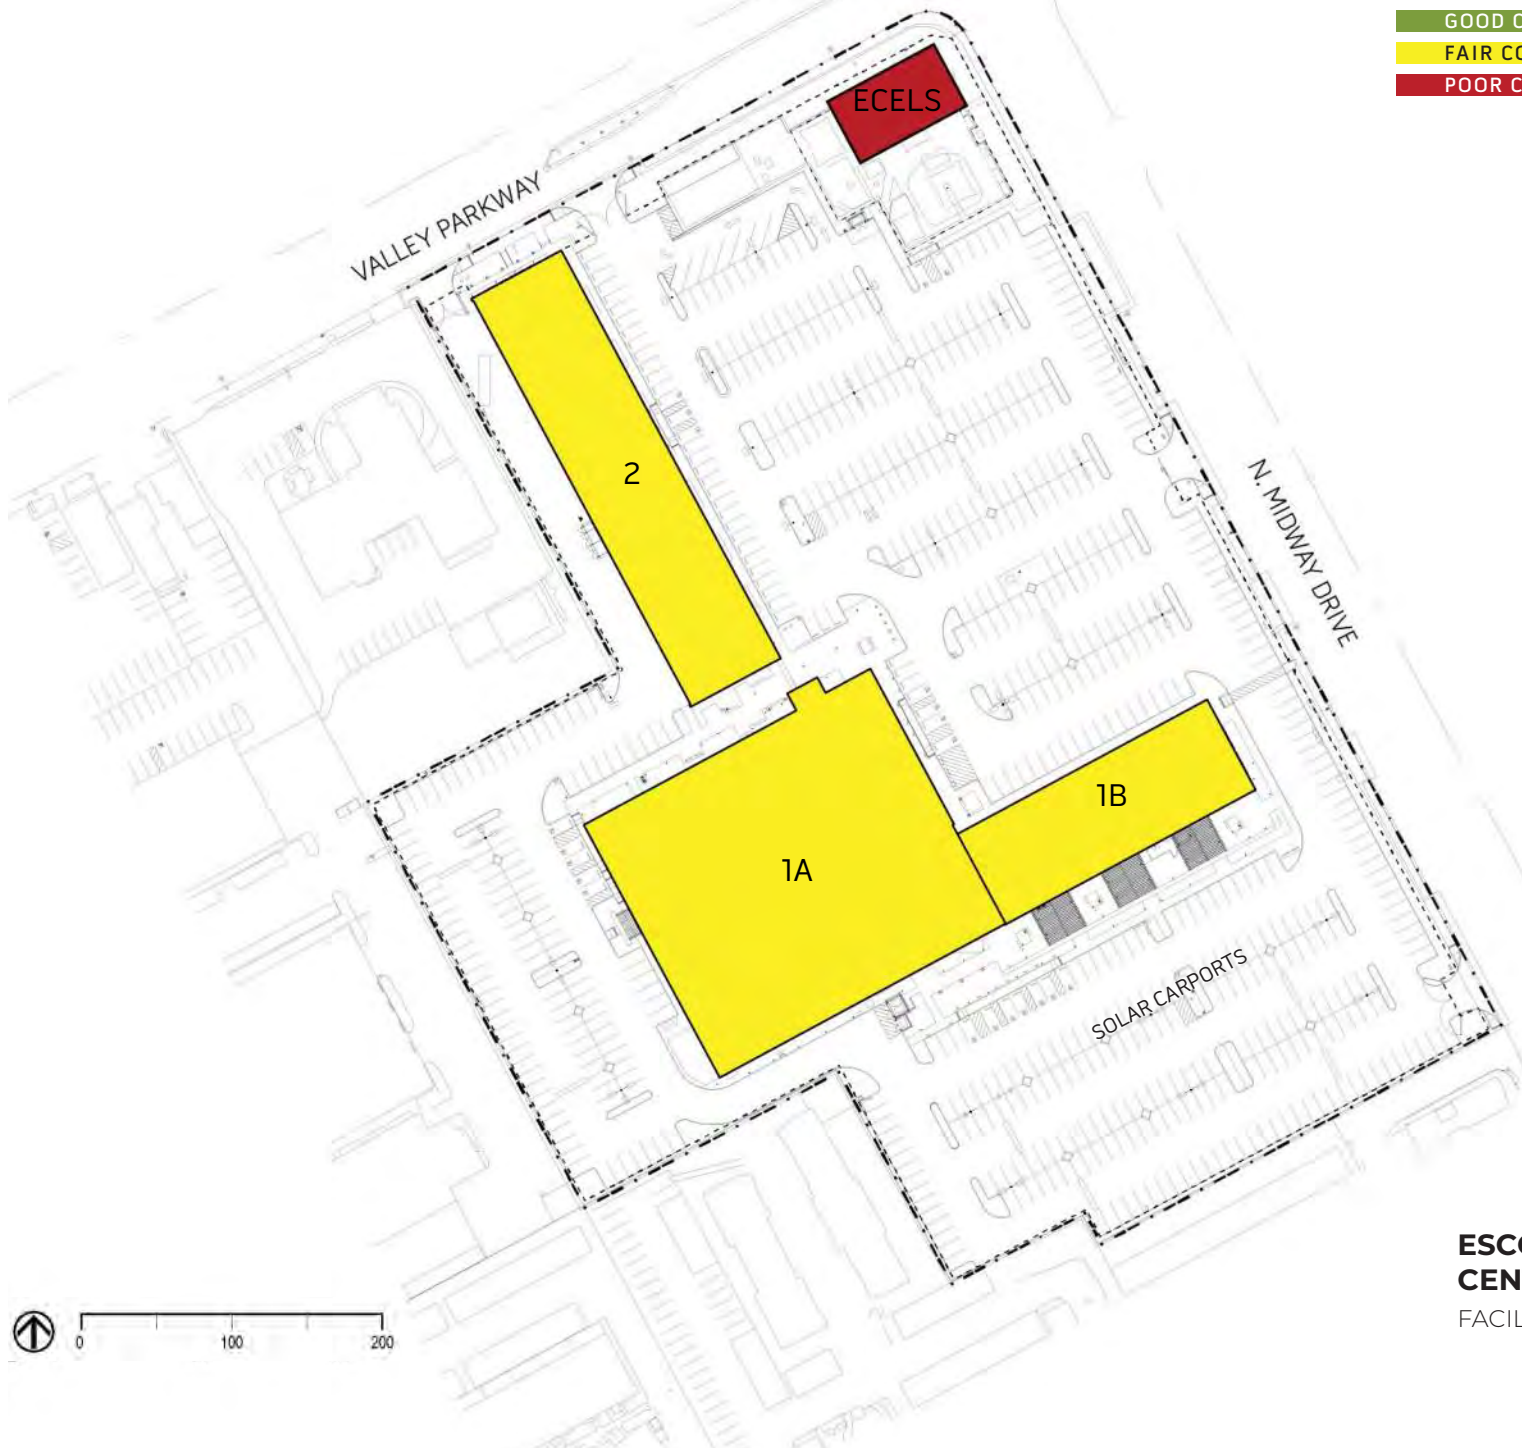 GOOD C
FAIR CO
POOR C
ECELS
VALLEY PARKWAY
2
N. MIDWAY DRIVE
1B
1A
SOLAR CARPORTS
ESCO
CEN
FACIL
0 100 200